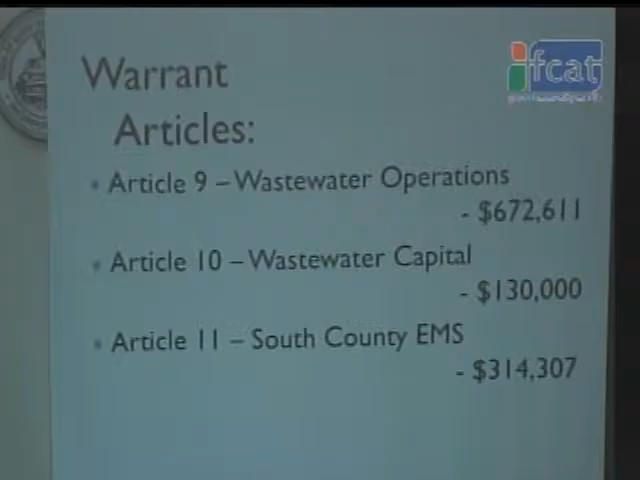 Warrant
Articles:
• Article 9 – Wastewater Operations
- $672,611
• Article 10 – Wastewater Capital
- $130,000
• Article 11 – South County EMS
- $314,307
fcat